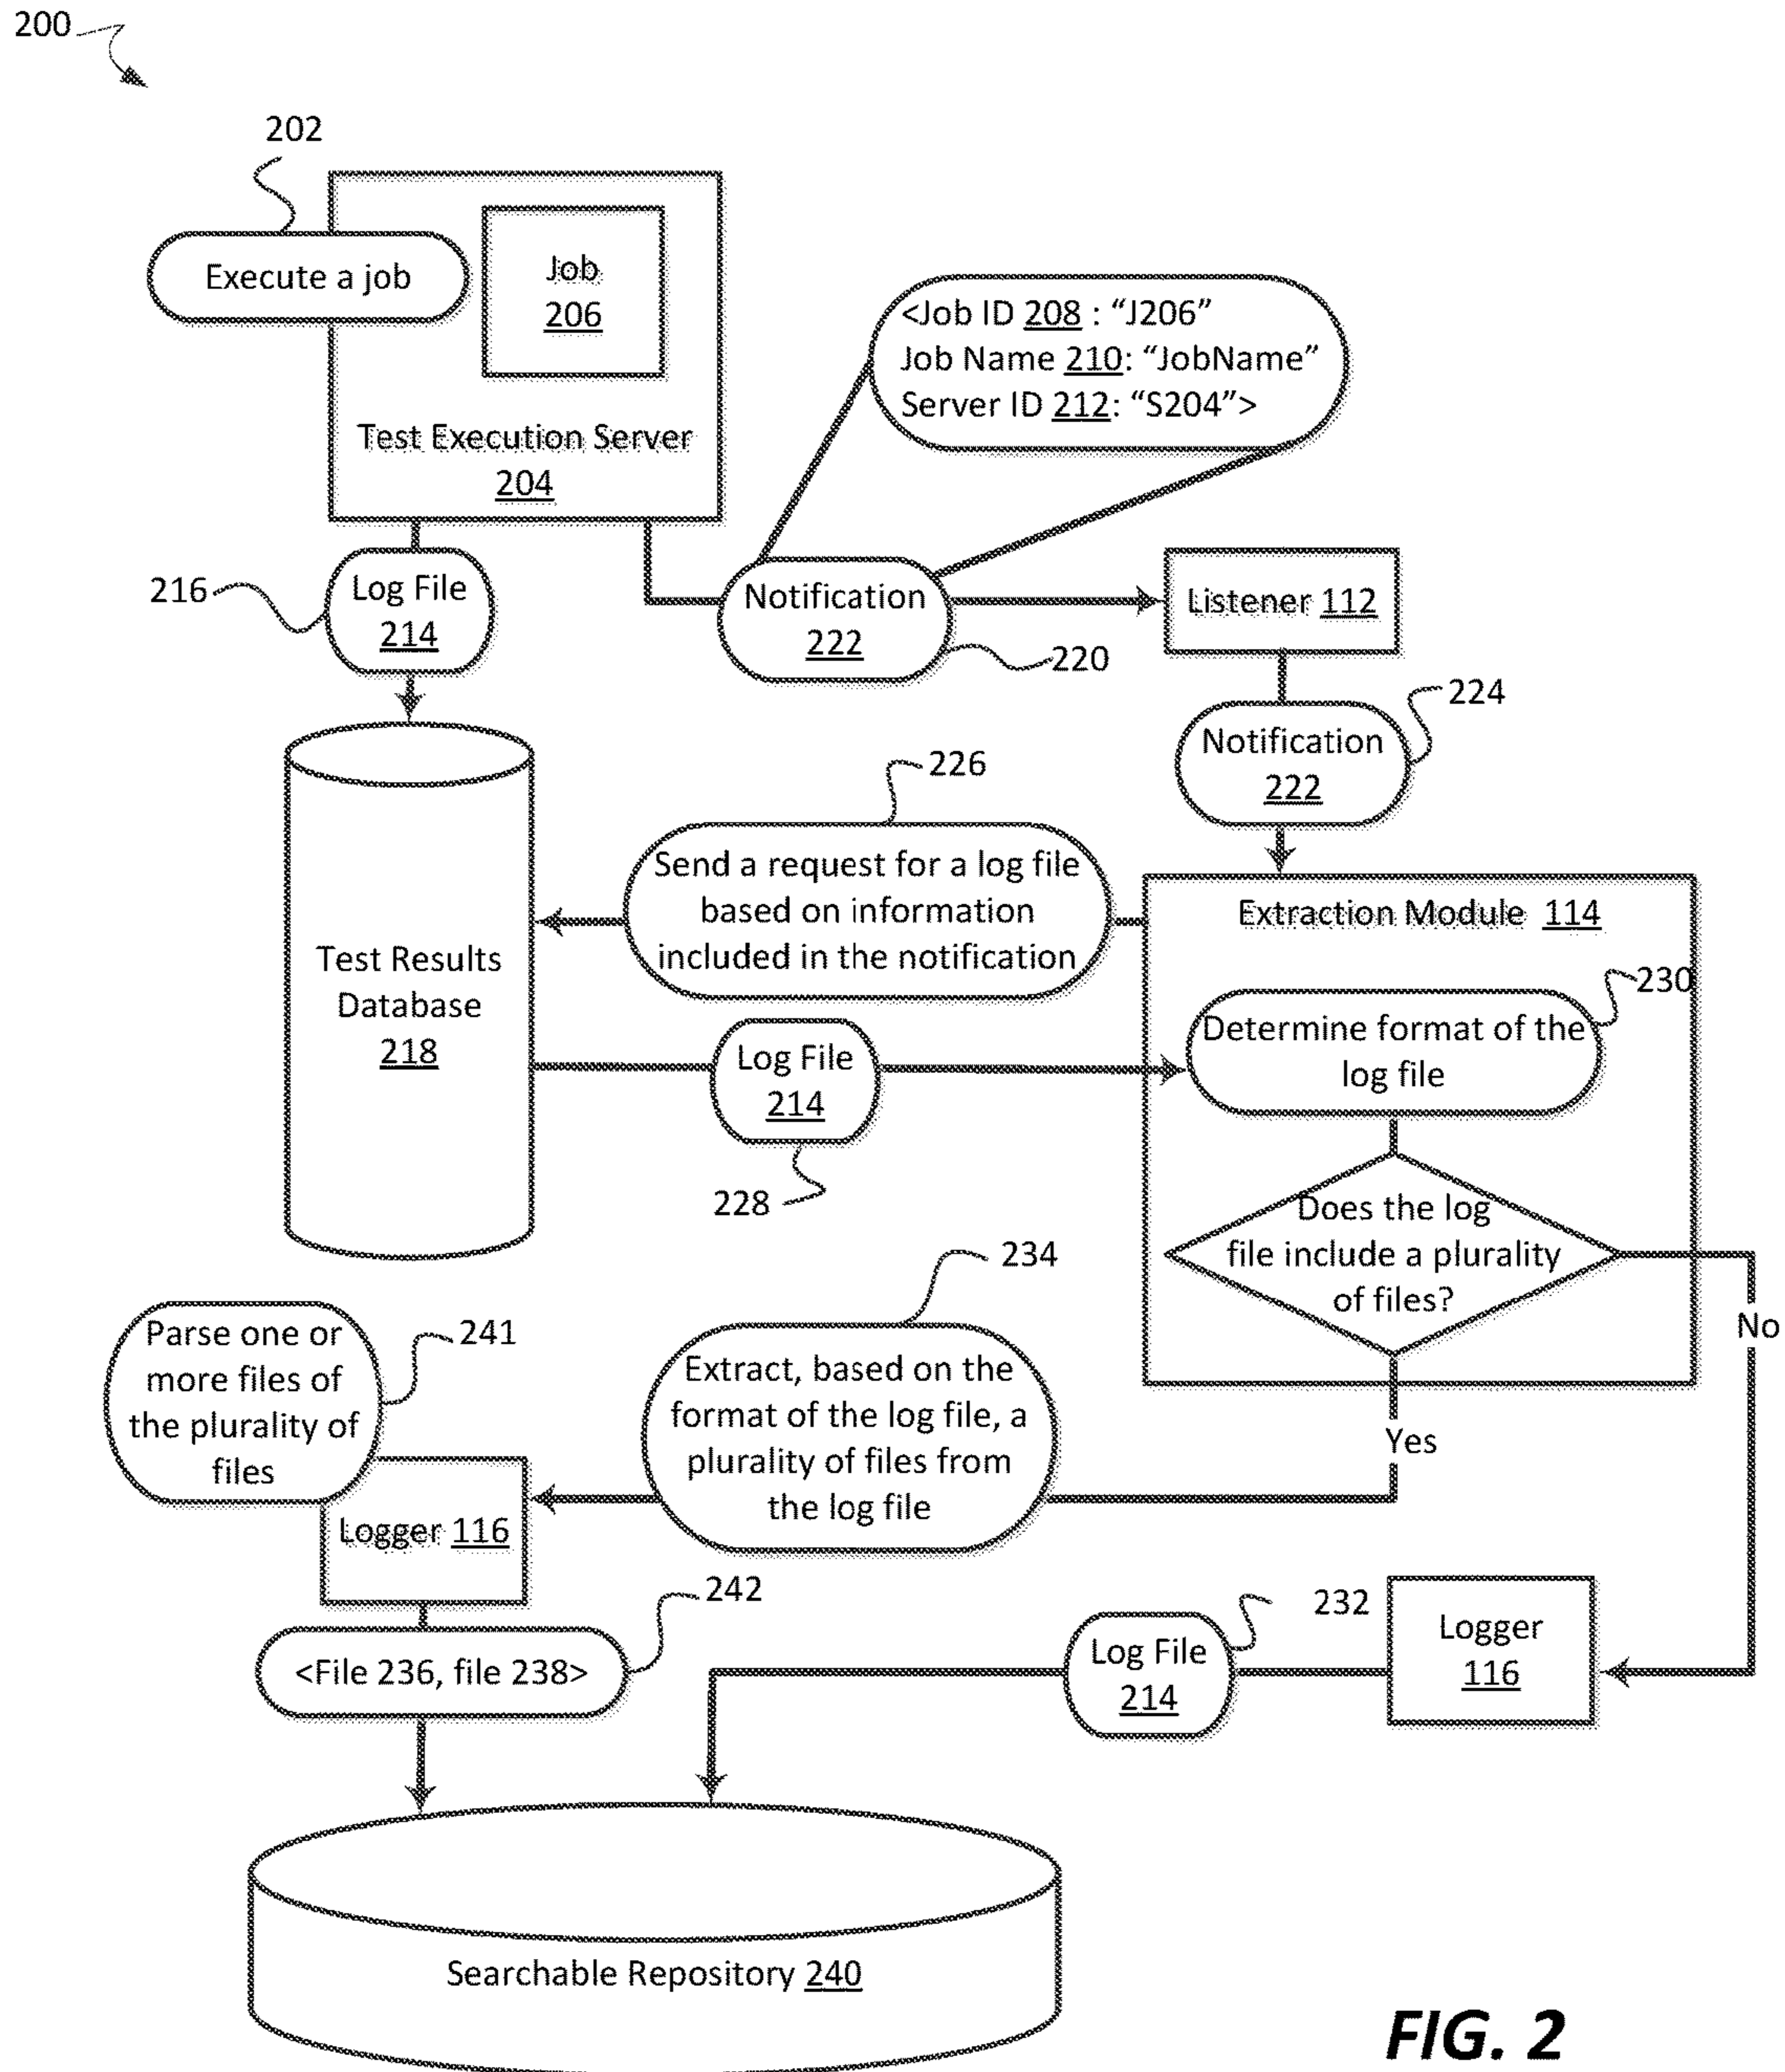 200
202
Execute a job
Job
206
Test Execution Server
204
<Job ID 208 : “J206”
Job Name 210: “JobName”
Server ID 212: “S204”>
216
Log File
214
Notification
222
220
Listener 112
224
Notification
222
226
Send a request for a log file
based on information
included in the notification
Extraction Module 114
230
Determine format of the
log file
Test Results
Database
218
Log File
214
228
Does the log
file include a plurality
of files?
No
Yes
234
Extract, based on the
format of the log file, a
plurality of files from
the log file
Parse one or
more files of
the plurality of
files
241
Logger 116
242
<File 236, file 238>
232
Log File
214
Logger
116
Searchable Repository 240
FIG. 2